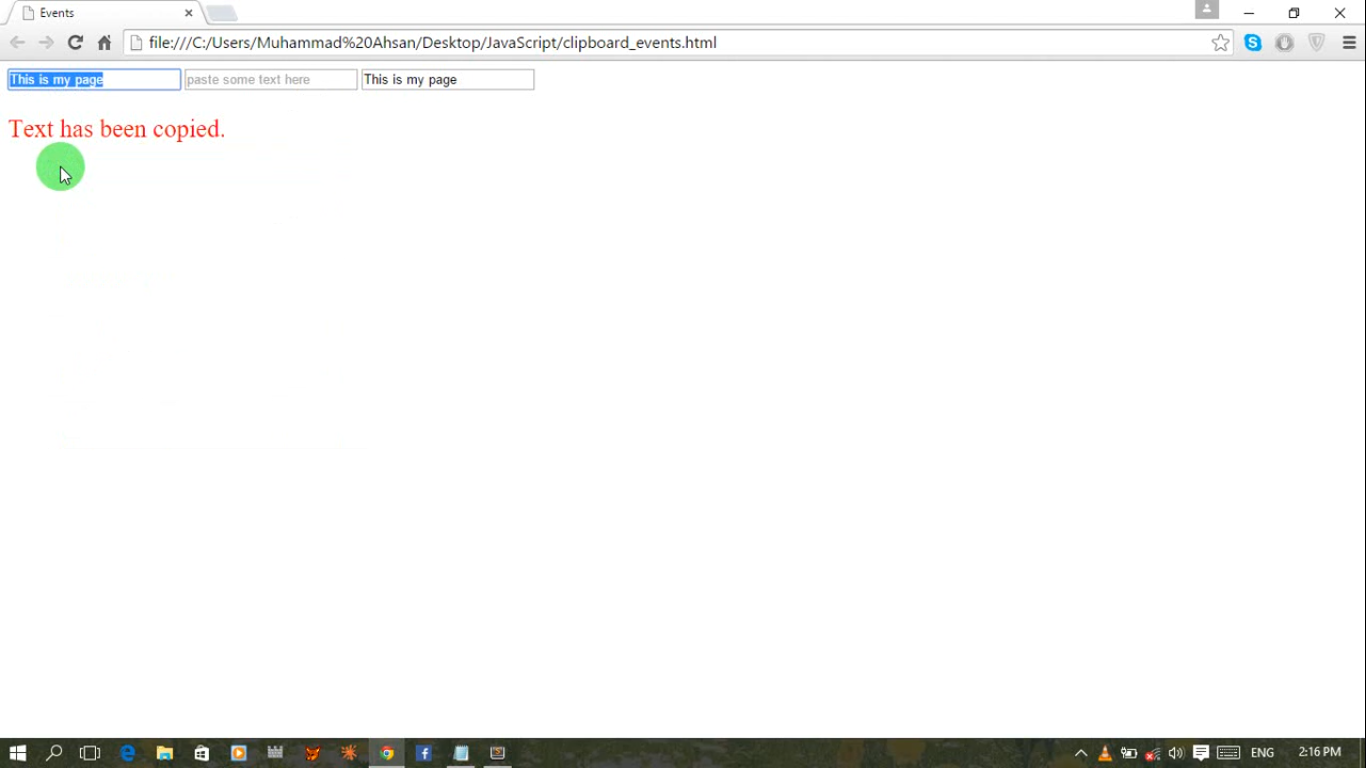 Events
file:///C:/Users/Muhammad%20Ahsan/Desktop/JavaScript/clipboard_events.html
This is my page paste some text here This is my page
Text has been copied.
ENG 2:16 PM